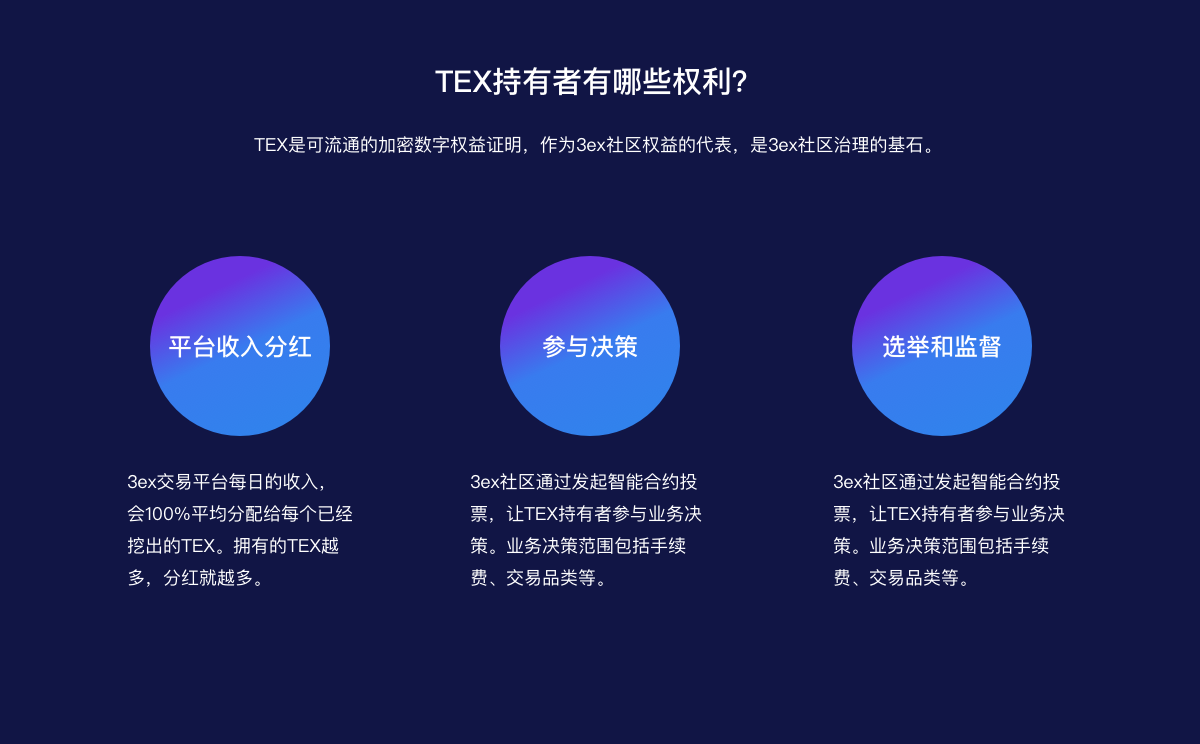 TEX持有者有哪些权利?
TEX是可流通的加密数字权益证明，作为3ex社区权益的代表，是3ex社区治理的基石。
平台收入分红
参与决策
选举和监督
3ex交易平台每日的收入，
会100%平均分配给每个已经
挖出的TEX。拥有的TEX越
多，分红就越多。
3ex社区通过发起智能合约投
票，让TEX持有者参与业务决
策。业务决策范围包括手续
费、交易品类等。
3ex社区通过发起智能合约投
票，让TEX持有者参与业务决
策。业务决策范围包括手续
费、交易品类等。